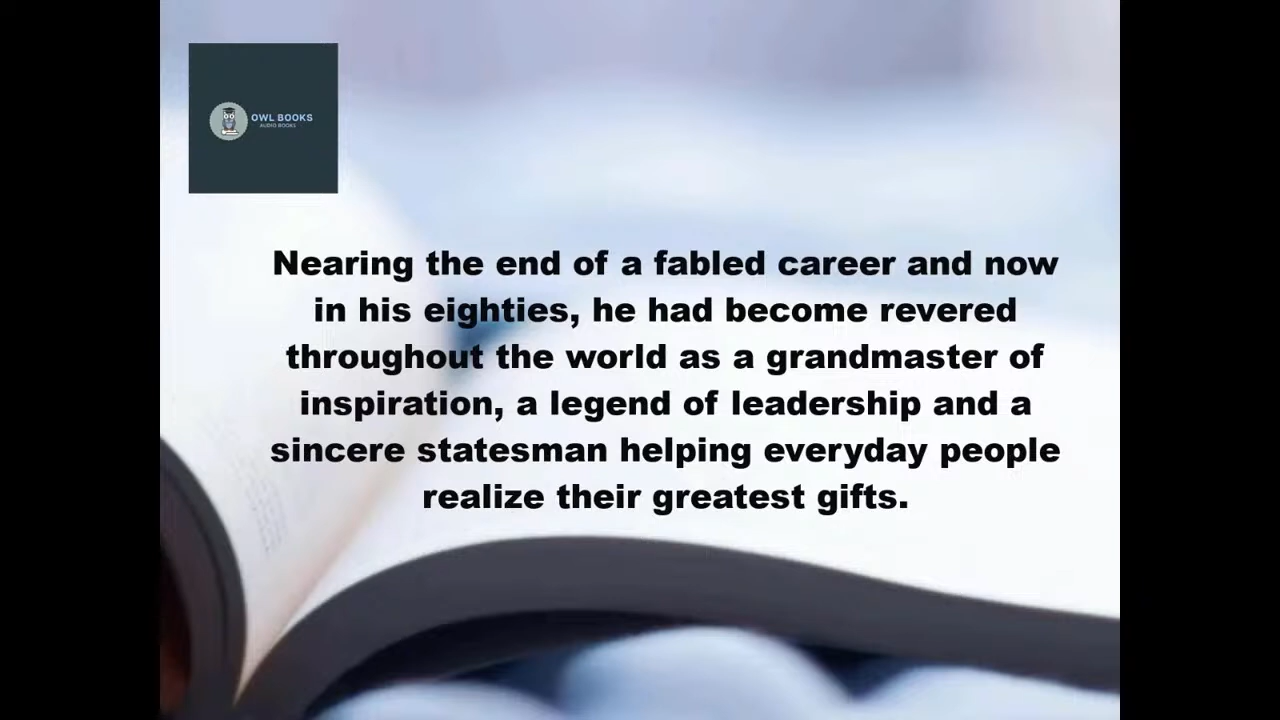 OWL BOOKS
AUDIO BOOKS
Nearing the end of a fabled career and now
in his eighties, he had become revered
throughout the world as a grandmaster of
inspiration, a legend of leadership and a
sincere statesman helping everyday people
realize their greatest gifts.